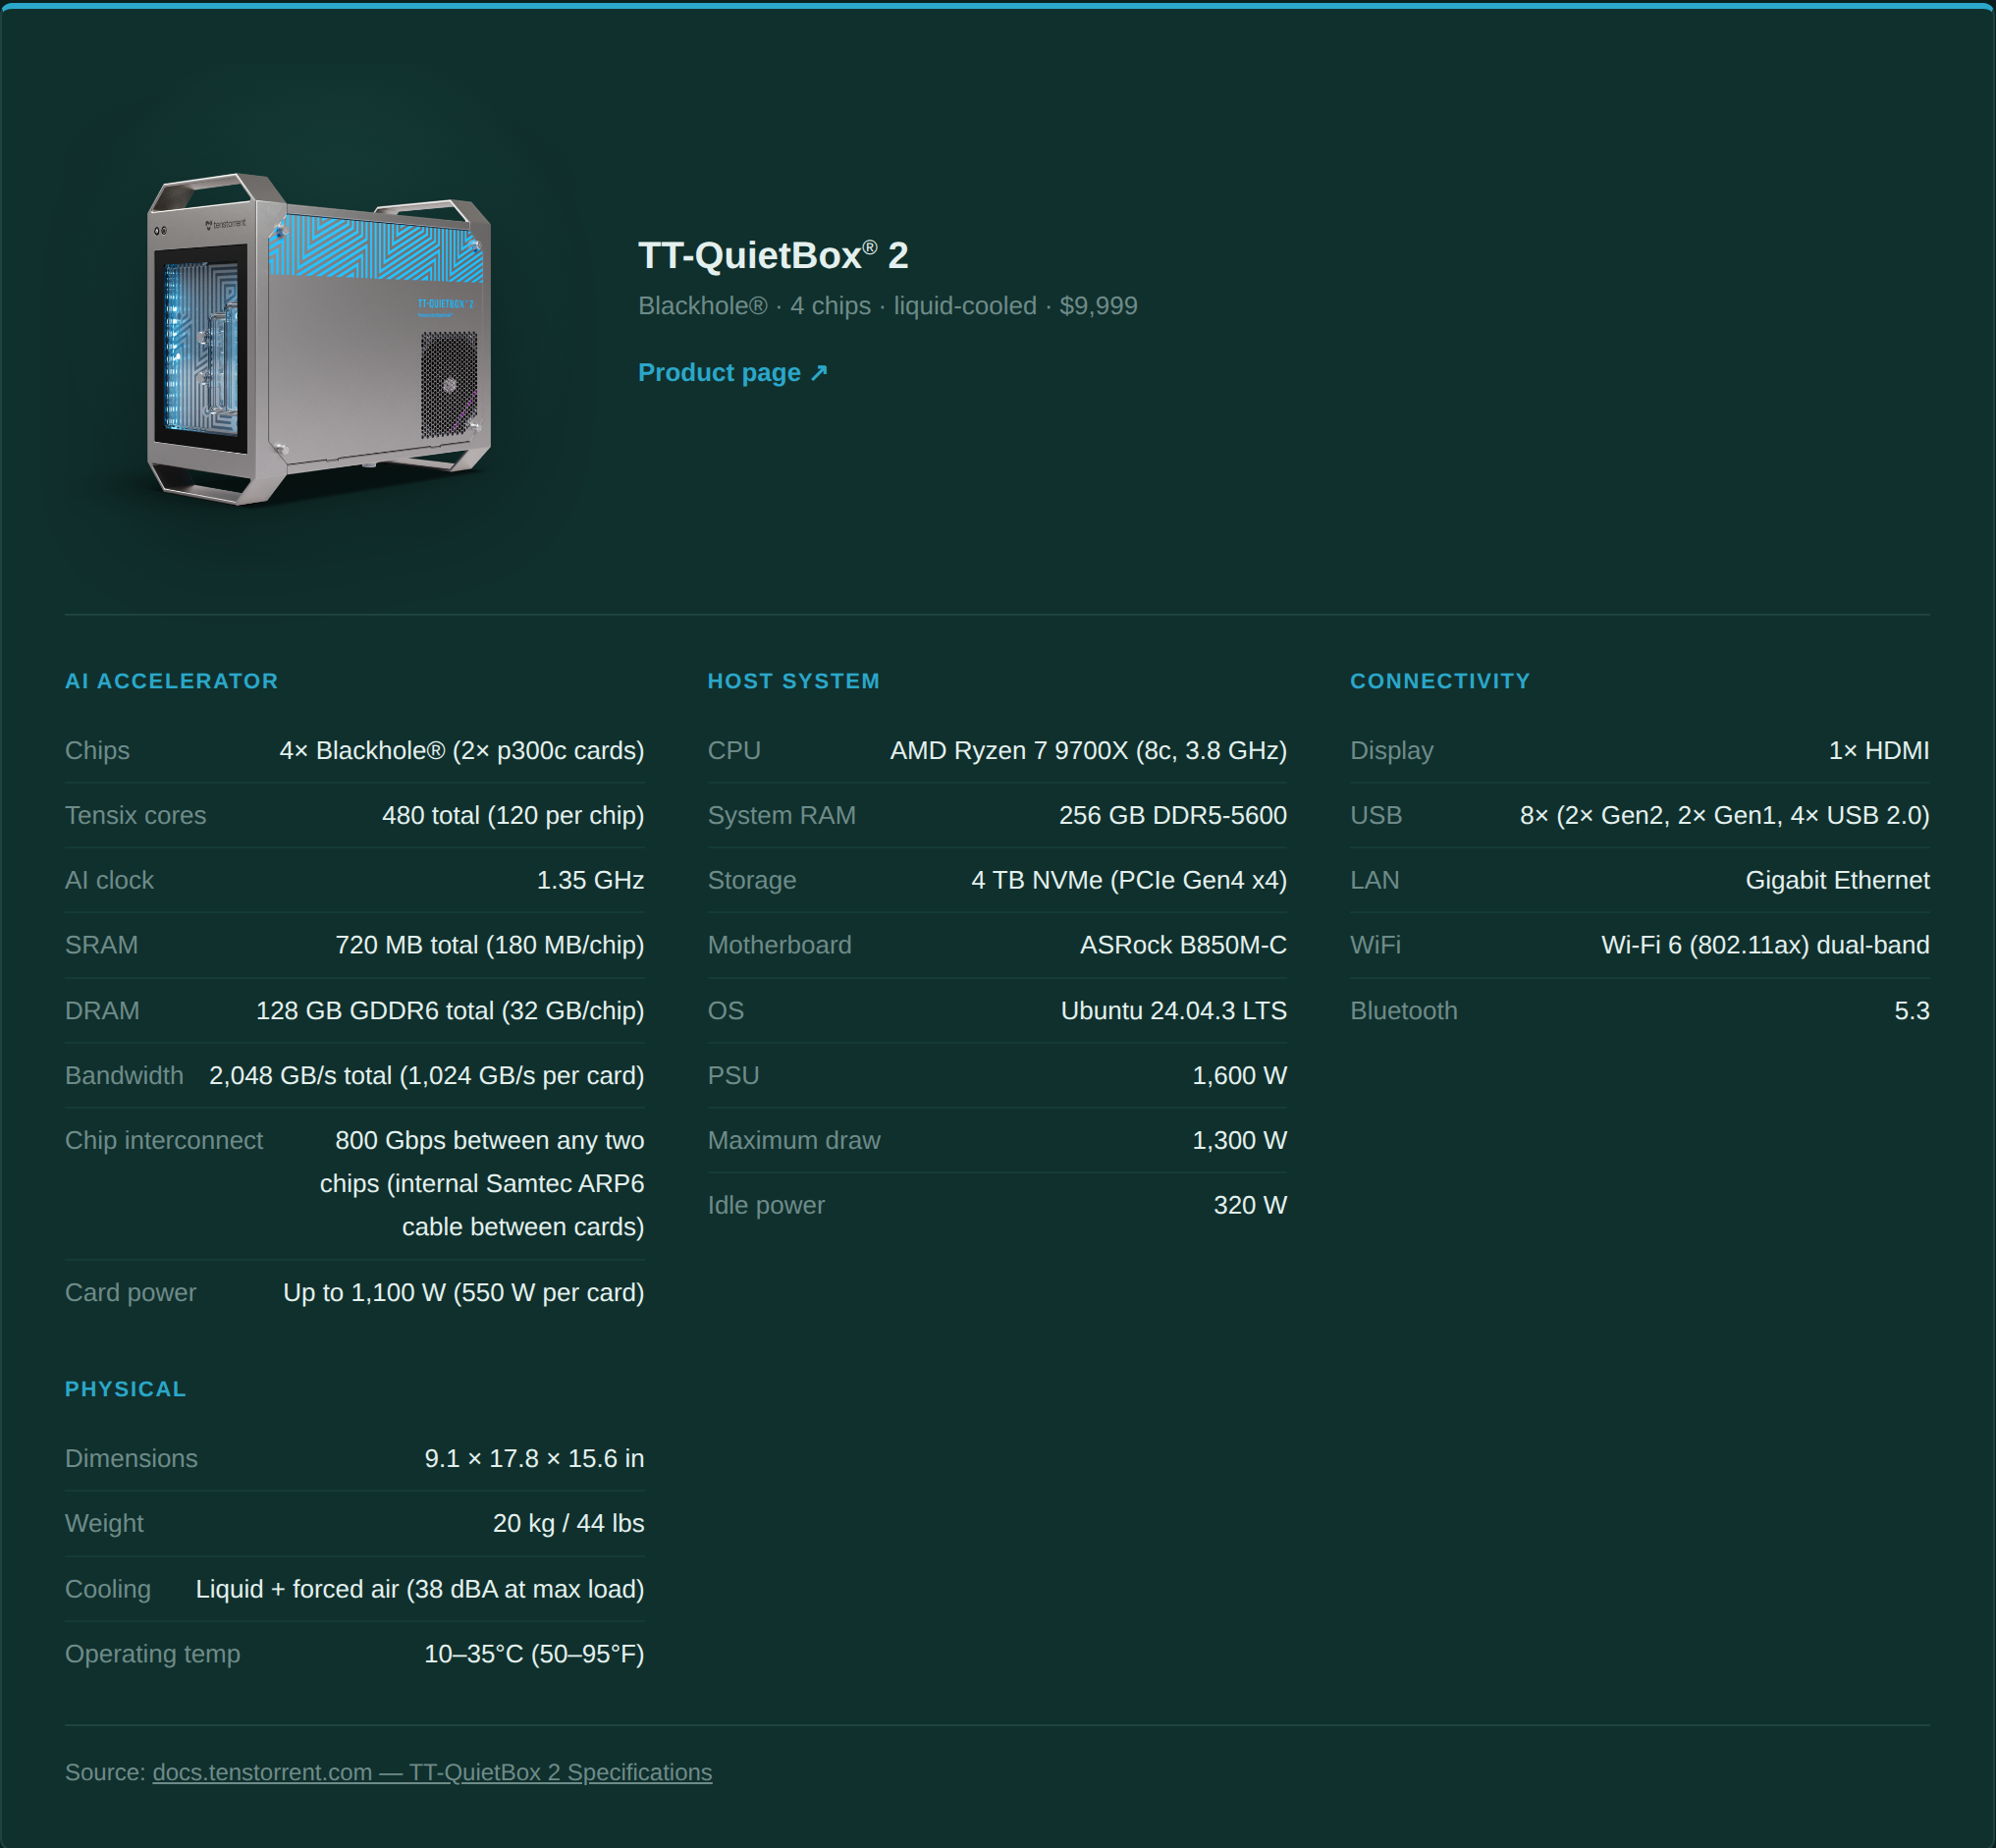 tenstorrent
TT-QUIETBOX™ 2
TT-QuietBox® 2
Blackhole® · 4 chips · liquid-cooled · $9,999
Product page ↗
AI ACCELERATOR
Chips 4× Blackhole® (2× p300c cards)
Tensix cores 480 total (120 per chip)
AI clock 1.35 GHz
SRAM 720 MB total (180 MB/chip)
DRAM 128 GB GDDR6 total (32 GB/chip)
Bandwidth 2,048 GB/s total (1,024 GB/s per card)
Chip interconnect 800 Gbps between any two
chips (internal Samtec ARP6
cable between cards)
Card power Up to 1,100 W (550 W per card)
HOST SYSTEM
CPU AMD Ryzen 7 9700X (8c, 3.8 GHz)
System RAM 256 GB DDR5-5600
Storage 4 TB NVMe (PCIe Gen4 x4)
Motherboard ASRock B850M-C
OS Ubuntu 24.04.3 LTS
PSU 1,600 W
Maximum draw 1,300 W
Idle power 320 W
CONNECTIVITY
Display 1× HDMI
USB 8× (2× Gen2, 2× Gen1, 4× USB 2.0)
LAN Gigabit Ethernet
WiFi Wi-Fi 6 (802.11ax) dual-band
Bluetooth 5.3
PHYSICAL
Dimensions 9.1 × 17.8 × 15.6 in
Weight 20 kg / 44 lbs
Cooling Liquid + forced air (38 dBA at max load)
Operating temp 10–35°C (50–95°F)
Source: docs.tenstorrent.com — TT-QuietBox 2 Specifications